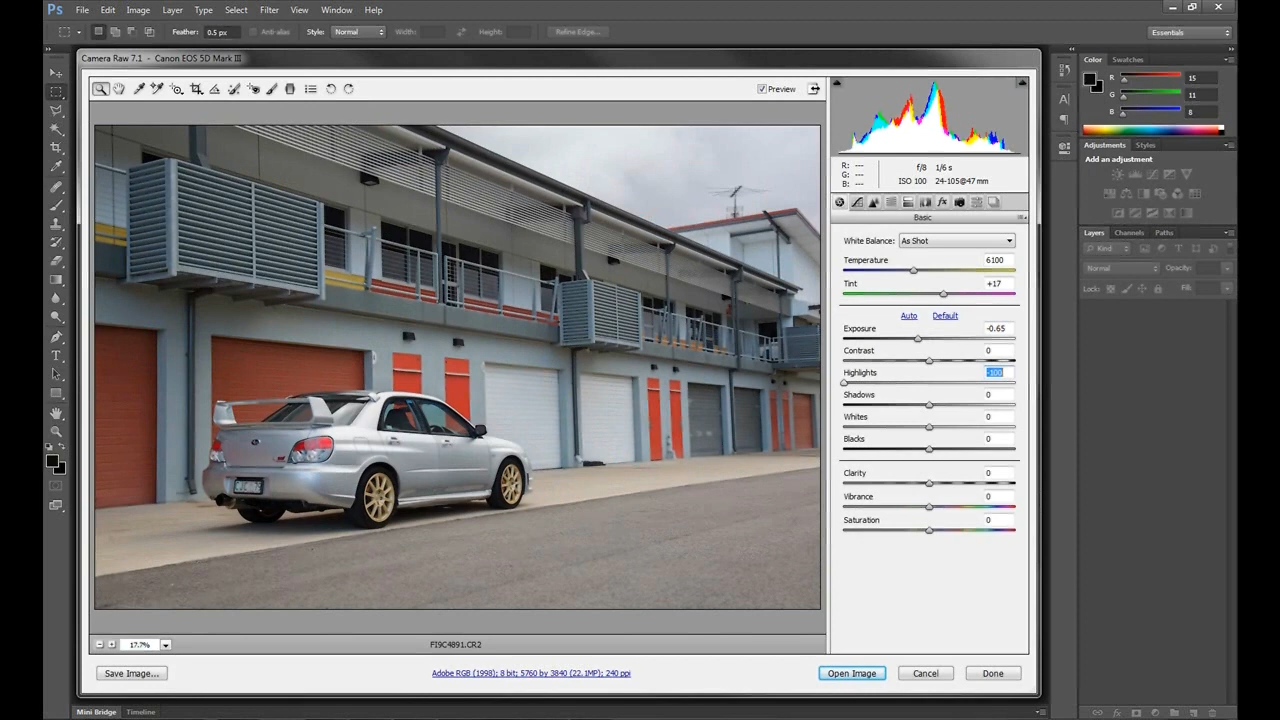 Ps File Edit Image Layer Type Select Filter View Window Help
Feather: 0.5 px Anti-alias Style: Normal Width: Height: Refine Edge... Essentials
Camera Raw 7.1 - Canon EOS 5D Mark III
Preview
R: ---
G: ---
B: ---
f/8 1/6 s
ISO 100 24-105@47 mm
Basic
White Balance: As Shot
Temperature 6100
Tint +17
Auto Default
Exposure -0.65
Contrast 0
Highlights -100
Shadows 0
Whites 0
Blacks 0
Clarity 0
Vibrance 0
Saturation 0
17.7% FI9C4891.CR2
Save Image... Adobe RGB (1998); 8 bit; 5760 by 3840 (22.1MP); 240 ppi Open Image Cancel Done
Color Swatches
R 15
G 11
B 8
Adjustments Styles
Add an adjustment
Layers Channels Paths
Kind
Normal Opacity:
Lock: Fill:
Mini Bridge Timeline